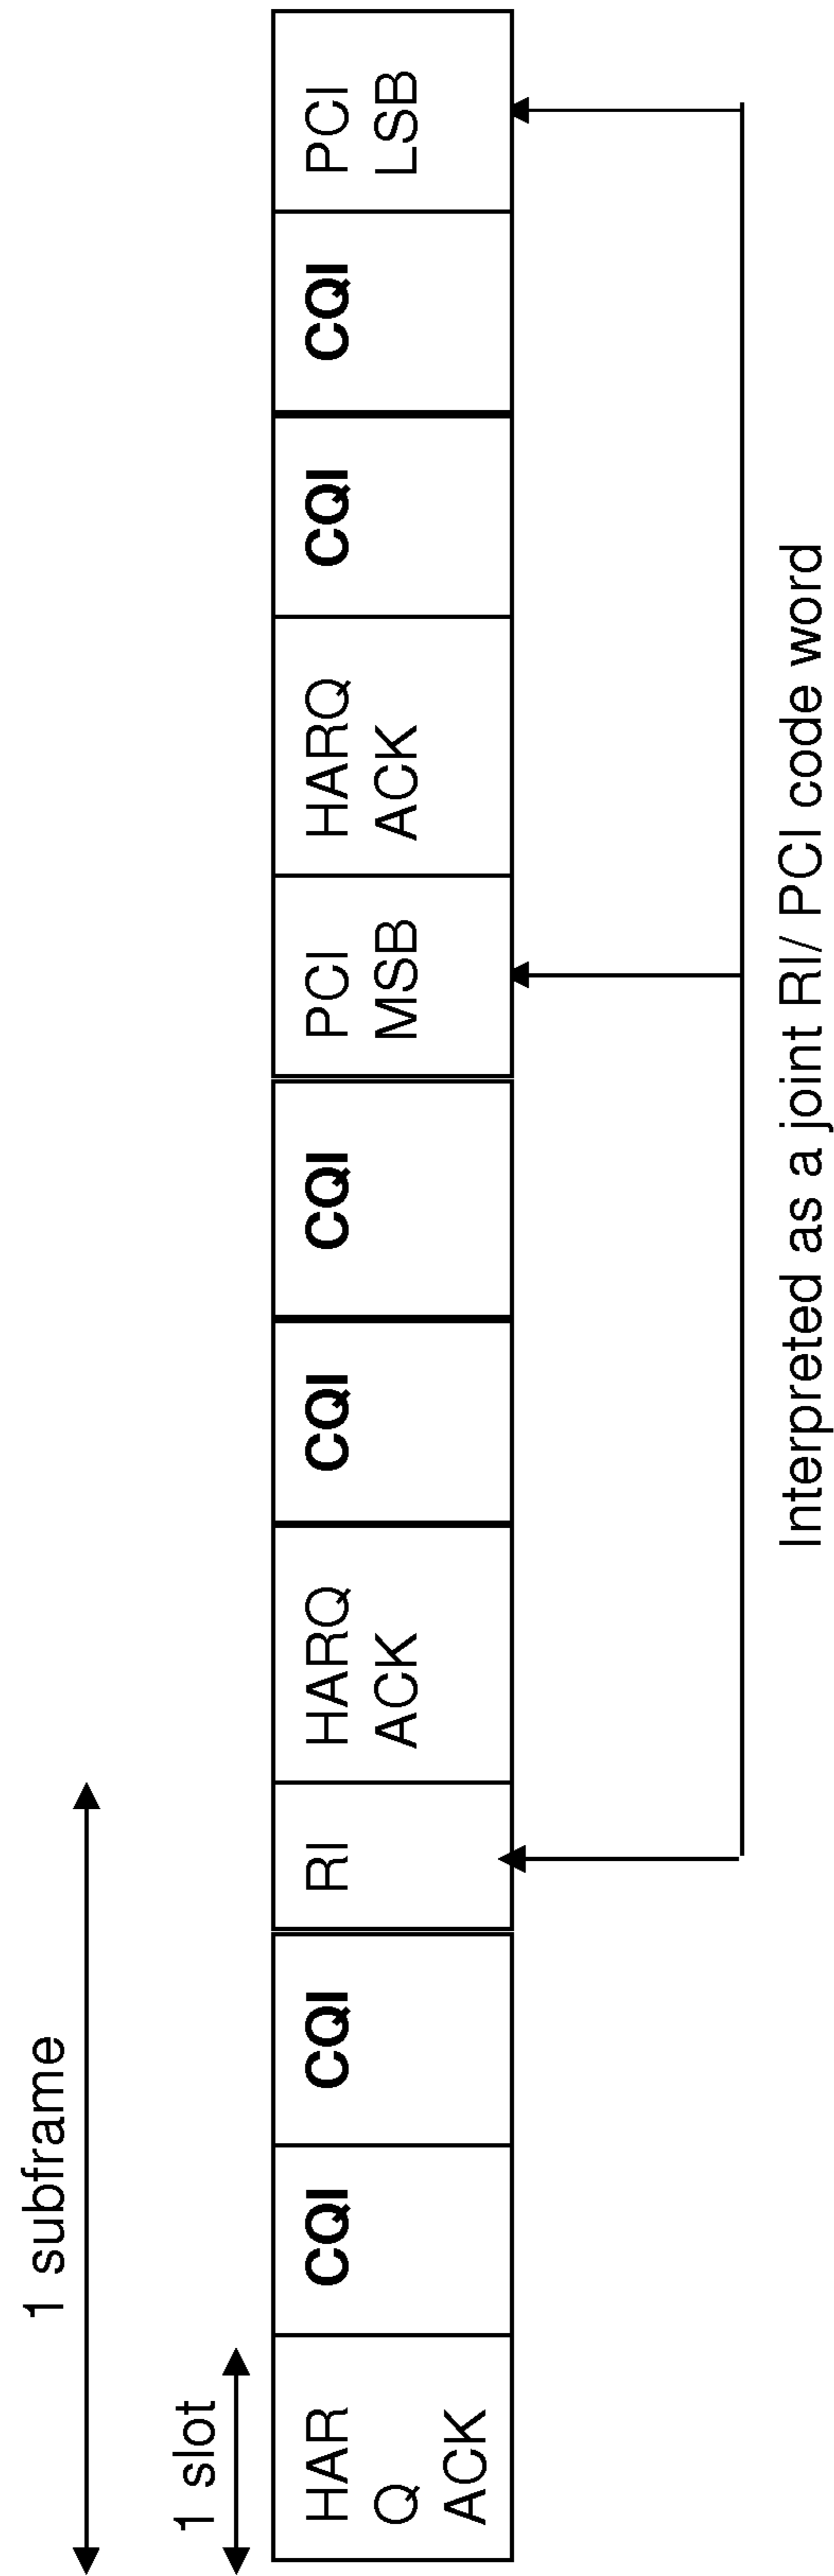 1 subframe
1 slot
HAR
Q
ACK
CQI
CQI
RI
HARQ
ACK
CQI
CQI
PCI
MSB
HARQ
ACK
CQI
CQI
PCI
LSB
Interpreted as a joint RI/ PCI code word